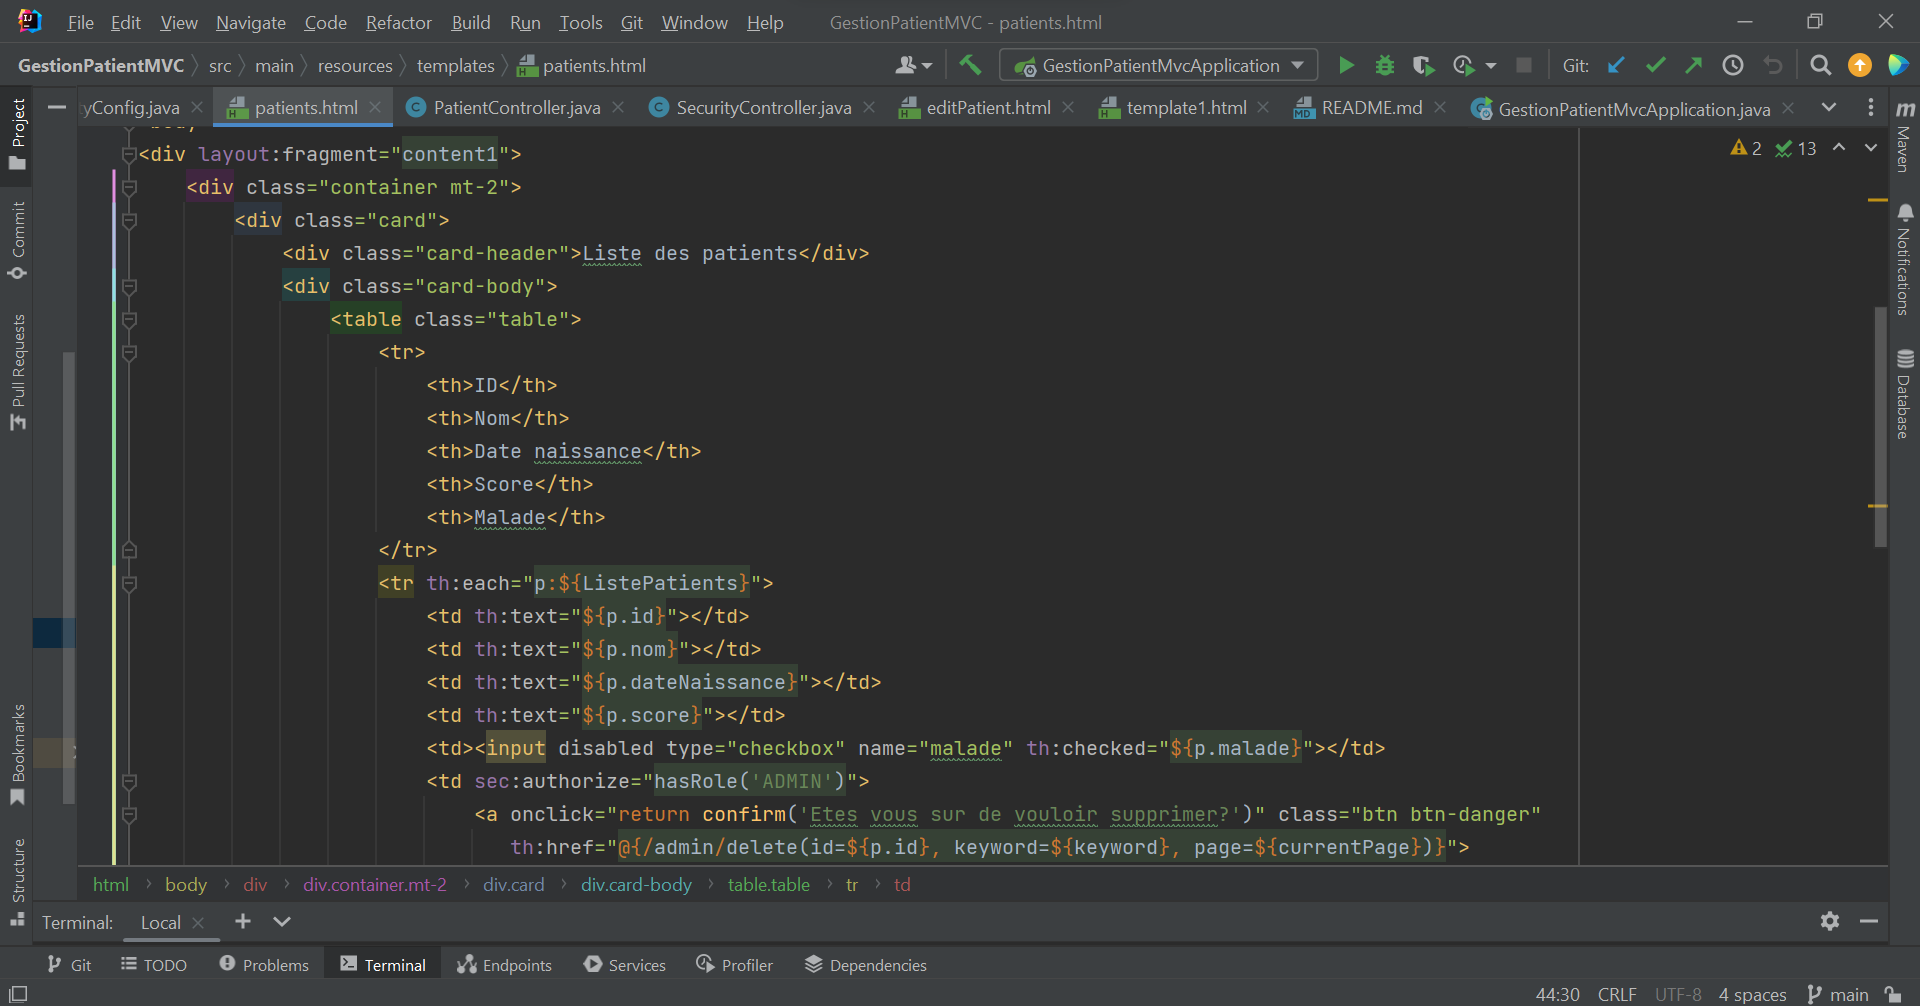 File Edit View Navigate Code Refactor Build Run Tools Git Window Help GestionPatientMVC - patients.html
GestionPatientMVC src main resources templates patients.html GestionPatientMvcApplication Git:
yConfig.java patients.html PatientController.java SecurityController.java editPatient.html template1.html README.md GestionPatientMvcApplication.java
body
<div layout:fragment="content1">
2 13
<div class="container mt-2">
<div class="card">
<div class="card-header">Liste des patients</div>
<div class="card-body">
<table class="table">
<tr>
<th>ID</th>
<th>Nom</th>
<th>Date naissance</th>
<th>Score</th>
<th>Malade</th>
</tr>
<tr th:each="p:${ListePatients}">
<td th:text="${p.id}"></td>
<td th:text="${p.nom}"></td>
<td th:text="${p.dateNaissance}"></td>
<td th:text="${p.score}"></td>
<td><input disabled type="checkbox" name="malade" th:checked="${p.malade}"></td>
<td sec:authorize="hasRole('ADMIN')">
<a onclick="return confirm('Etes vous sur de vouloir supprimer?')" class="btn btn-danger"
th:href="@{/admin/delete(id=${p.id}, keyword=${keyword}, page=${currentPage})}">
html body div div.container.mt-2 div.card div.card-body table.table tr td
Terminal: Local
Git TODO Problems Terminal Endpoints Services Profiler Dependencies
44:30 CRLF UTF-8 4 spaces main
Project
Commit
Pull Requests
Bookmarks
Structure
m
Maven
Notifications
Database